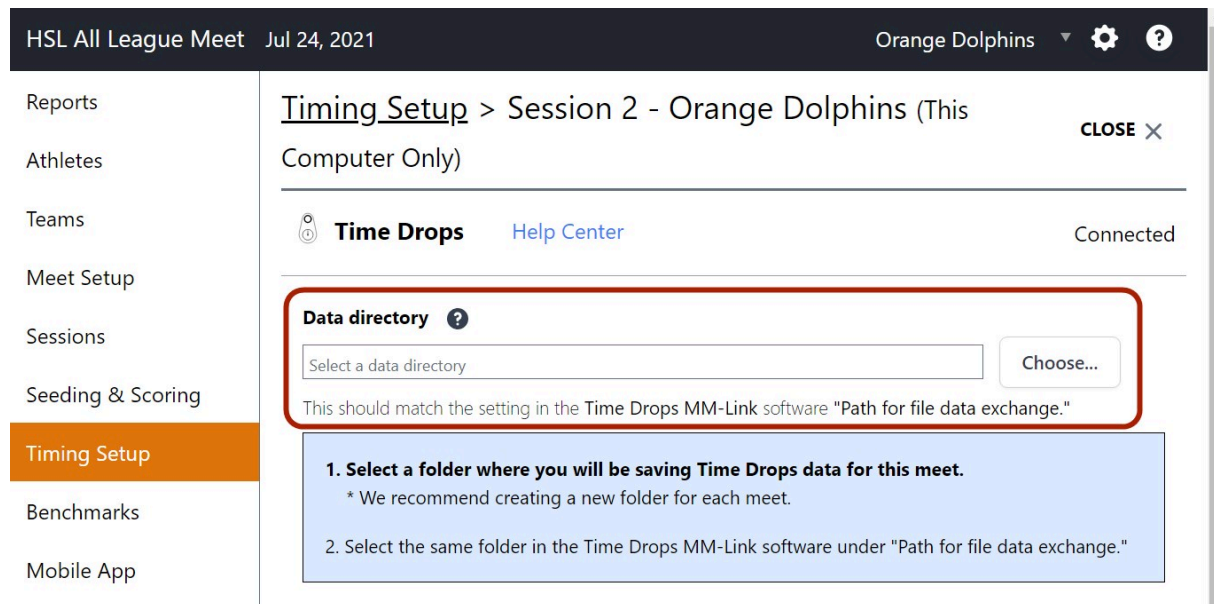 HSL All League Meet Jul 24, 2021 Orange Dolphins
Reports
Athletes
Teams
Meet Setup
Sessions
Seeding & Scoring
Timing Setup
Benchmarks
Mobile App
Timing Setup > Session 2 - Orange Dolphins (This
Computer Only)
CLOSE
Time Drops Help Center Connected
Data directory
Select a data directory
Choose...
This should match the setting in the Time Drops MM-Link software "Path for file data exchange."
1. Select a folder where you will be saving Time Drops data for this meet.
* We recommend creating a new folder for each meet.
2. Select the same folder in the Time Drops MM-Link software under "Path for file data exchange."